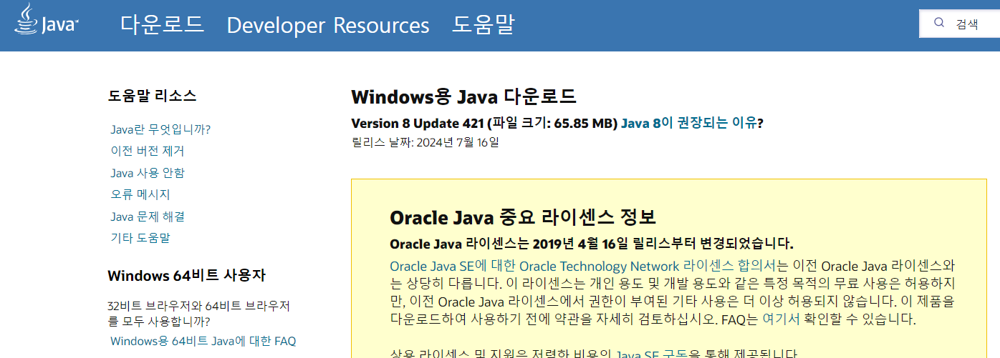 Java 다운로드 Developer Resources 도움말 검색
도움말 리소스
Java란 무엇입니까?
이전 버전 제거
Java 사용 안함
오류 메시지
Java 문제 해결
기타 도움말
Windows 64비트 사용자
32비트 브라우저와 64비트 브라우저
를 모두 사용합니까?
Windows용 64비트 Java에 대한 FAQ
Windows용 Java 다운로드
Version 8 Update 421 (파일 크기: 65.85 MB) Java 8이 권장되는 이유?
릴리스 날짜: 2024년 7월 16일
Oracle Java 중요 라이센스 정보
Oracle Java 라이센스는 2019년 4월 16일 릴리스부터 변경되었습니다.
Oracle Java SE에 대한 Oracle Technology Network 라이센스 합의서는 이전 Oracle Java 라이센스와
는 상당히 다릅니다. 이 라이센스는 개인 용도 및 개발 용도와 같은 특정 목적의 무료 사용은 허용하지
만, 이전 Oracle Java 라이센스에서 권한이 부여된 기타 사용은 더 이상 허용되지 않습니다. 이 제품을
다운로드하여 사용하기 전에 약관을 자세히 검토하십시오. FAQ는 여기서 확인할 수 있습니다.
상용 라이센스 및 지원은 저렴한 비용의 Java SE 구독을 통해 제공됩니다.